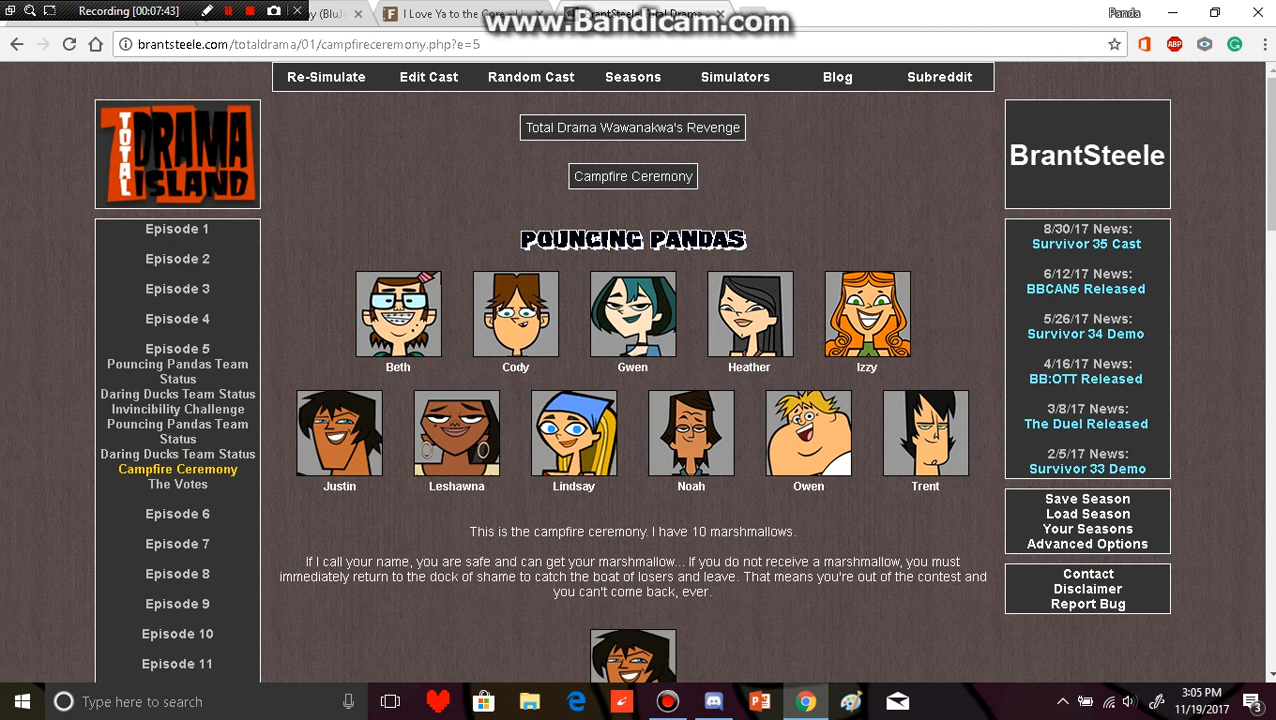 Recording [00:07:43]
www.Bandicam.com
I Love Ya to the Core
Panda
brantsteele.com/totaldrama/01/campfireceremony.php?e=5
ABP
Re-Simulate Edit Cast Random Cast Seasons Simulators Blog Subreddit
TOTAL DRAMA ISLAND
Total Drama Wawanakwa's Revenge
Campfire Ceremony
BrantSteele
POUNCING PANDAS
Episode 1
Episode 2
Episode 3
Episode 4
Episode 5
Pouncing Pandas Team
Status
Daring Ducks Team Status
Invincibility Challenge
Pouncing Pandas Team
Status
Daring Ducks Team Status
Campfire Ceremony
The Votes
Episode 6
Episode 7
Episode 8
Episode 9
Episode 10
Episode 11
Beth Cody Gwen Heather Izzy
Justin Leshawna Lindsay Noah Owen Trent
This is the campfire ceremony. I have 10 marshmallows.
If I call your name, you are safe and can get your marshmallow... If you do not receive a marshmallow, you must
immediately return to the dock of shame to catch the boat of losers and leave. That means you're out of the contest and
you can't come back, ever.
8/30/17 News:
Survivor 35 Cast
6/12/17 News:
BBCAN5 Released
5/26/17 News:
Survivor 34 Demo
4/16/17 News:
BB:OTT Released
3/8/17 News:
The Duel Released
2/5/17 News:
Survivor 33 Demo
Save Season
Load Season
Your Seasons
Advanced Options
Contact
Disclaimer
Report Bug
Type here to search
3:05 PM
11/19/2017
3